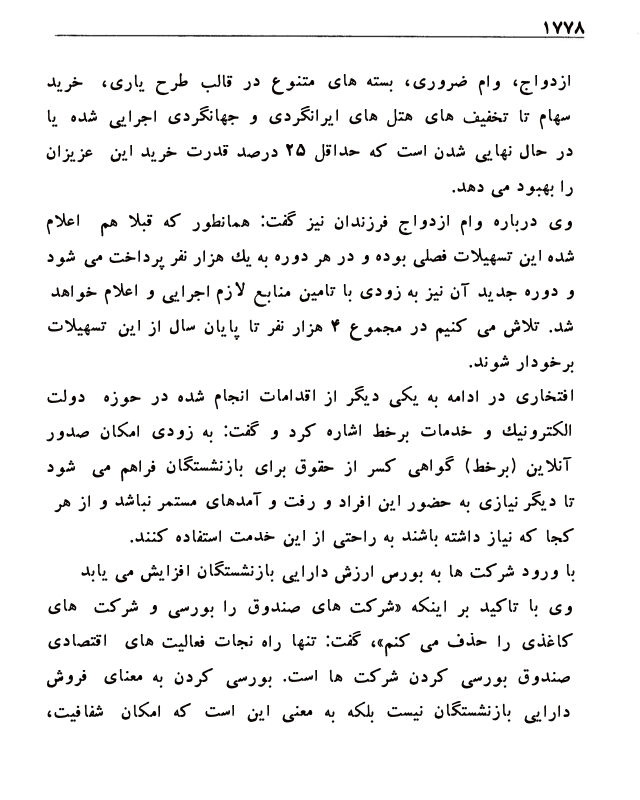 ۱۷۷۸
ازدواج، وام ضروری، بسته های متنوع در قالب طرح یاری، خرید
سهام تا تخفیف های هتل های ایرانگردی و جهانگردی اجرایی شده یا
در حال نهایی شدن است که حداقل ۲۵ درصد قدرت خرید این عزیزان
را بهبود می دهد.
وی درباره وام ازدواج فرزندان نیز گفت: همانطور که قبلا هم اعلام
شده این تسهیلات فصلی بوده و در هر دوره به یك هزار نفر پرداخت می شود
و دوره جدید آن نیز به زودی با تامین منابع لازم اجرایی و اعلام خواهد
شد. تلاش می کنیم در مجموع ۴ هزار نفر تا پایان سال از این تسهیلات
برخودار شوند.
افتخاری در ادامه به یکی دیگر از اقدامات انجام شده در حوزه دولت
الکترونیك و خدمات برخط اشاره کرد و گفت: به زودی امکان صدور
آنلاین (برخط) گواهی کسر از حقوق برای بازنشستگان فراهم می شود
تا دیگر نیازی به حضور این افراد و رفت و آمدهای مستمر نباشد و از هر
کجا که نیاز داشته باشند به راحتی از این خدمت استفاده کنند.
با ورود شرکت ها به بورس ارزش دارایی بازنشستگان افزایش می یابد
وی با تاکید بر اینکه «شرکت های صندوق را بورسی و شرکت های
کاغذی را حذف می کنم»، گفت: تنها راه نجات فعالیت های اقتصادی
صندوق بورسی کردن شرکت ها است. بورسی کردن به معنای فروش
دارایی بازنشستگان نیست بلکه به معنی این است که امکان شفافیت،